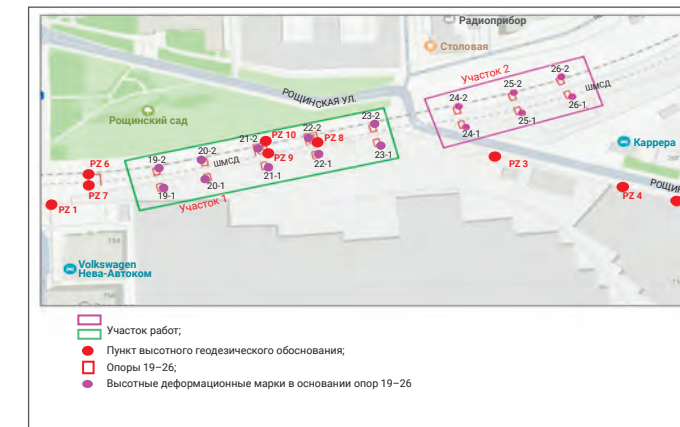 Радиоприбор
Столовая
Участок 2
26-2
25-2
24-2
ШМСД
26-1
25-1
24-1
РОЩИНСКАЯ УЛ.
Рощинский сад
23-2
22-2
PZ 10
PZ 8
21-2
20-2
19-2
ШМСД
PZ 9
22-1
23-1
21-1
20-1
19-1
Участок 1
PZ 6
PZ 7
PZ 1
PZ 3
Каррера
PZ 4
Volkswagen
Нева-Автоком
Участок работ;
Пункт высотного геодезического обоснования;
Опоры 19–26;
Высотные деформационные марки в основании опор 19–26